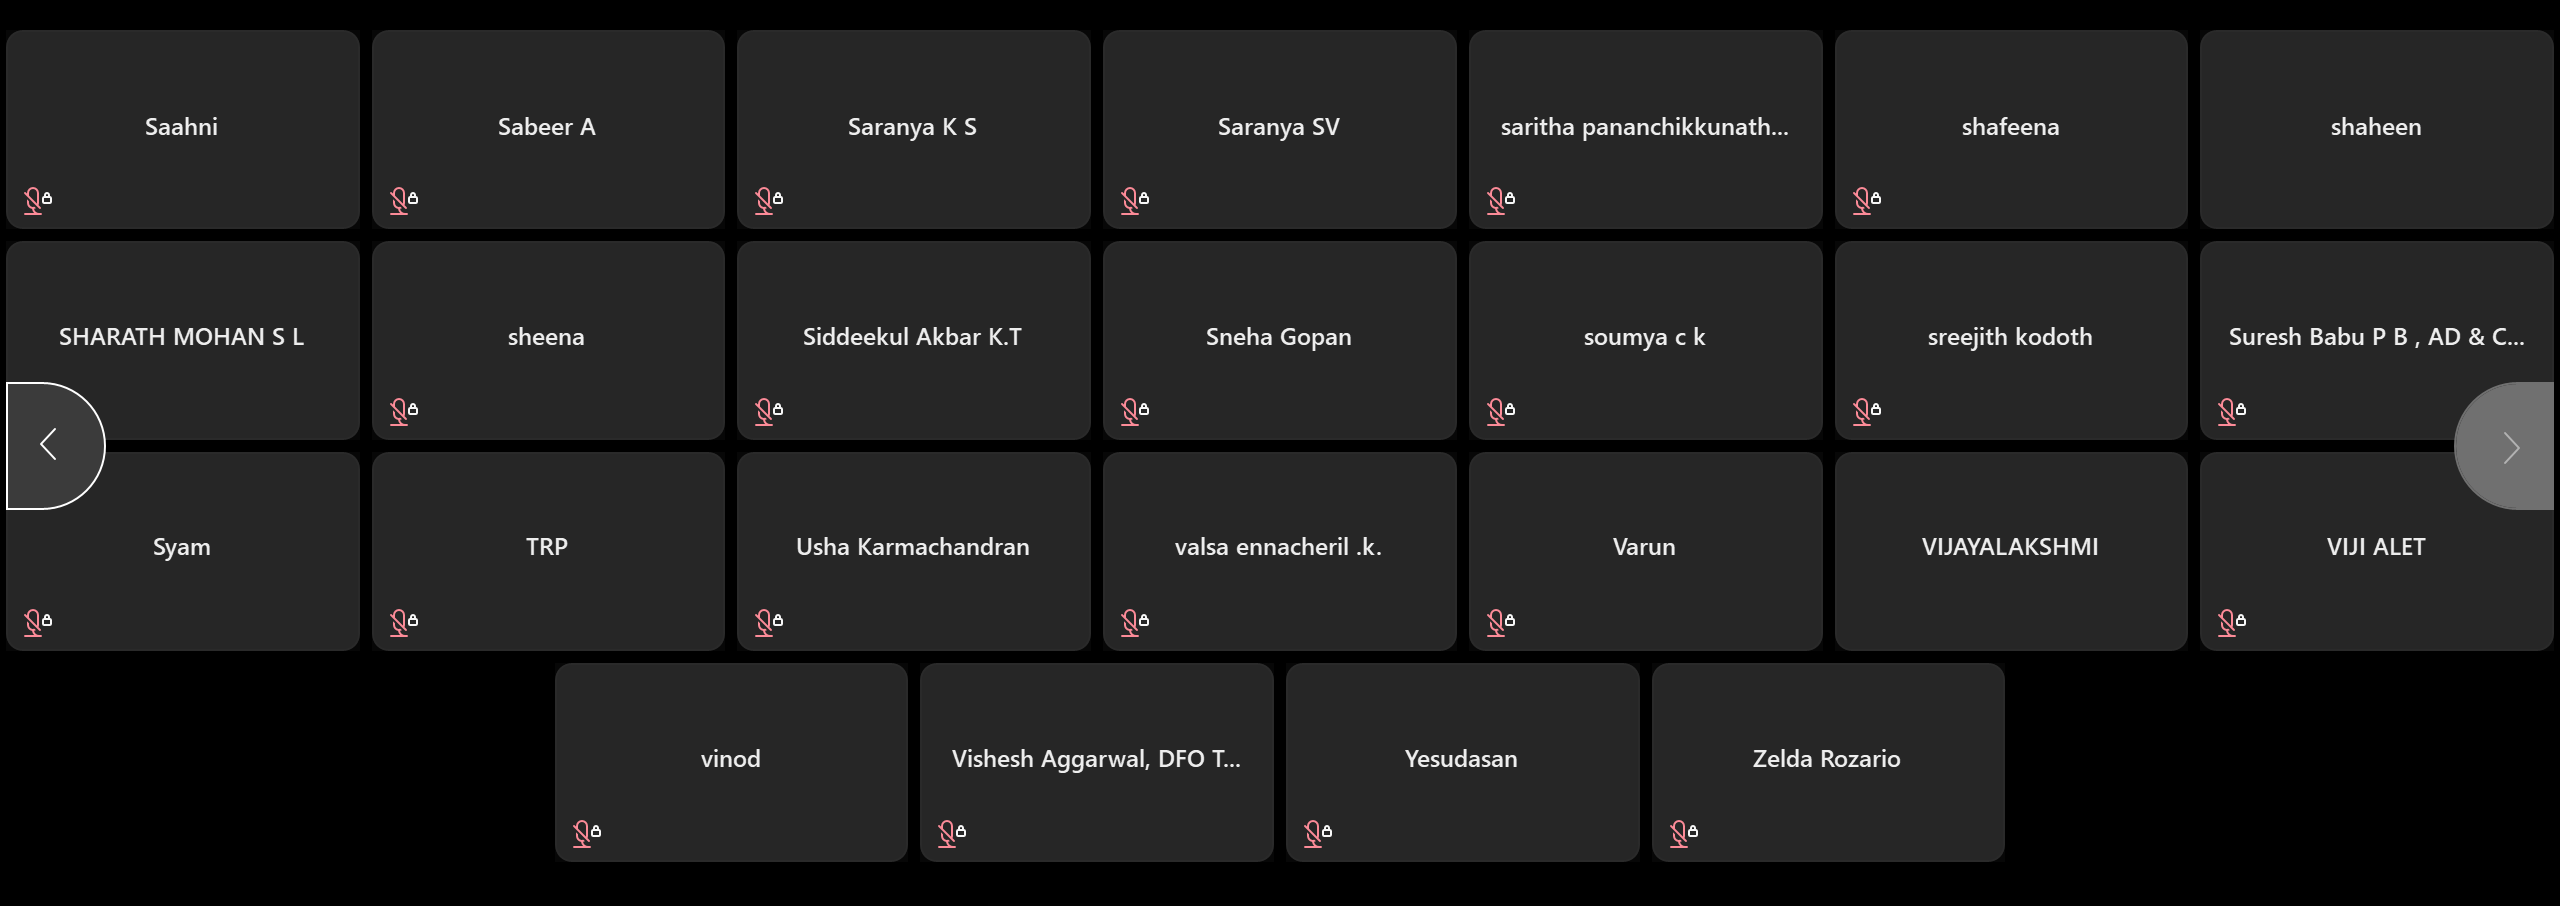 Saahni
Sabeer A
Saranya K S
Saranya SV
saritha pananchikkunath...
shafeena
shaheen
SHARATH MOHAN S L
sheena
Siddeekul Akbar K.T
Sneha Gopan
soumya c k
sreejith kodoth
Suresh Babu P B , AD & C...
Syam
TRP
Usha Karmachandran
valsa ennacheril .k.
Varun
VIJAYALAKSHMI
VIJI ALET
vinod
Vishesh Aggarwal, DFO T...
Yesudasan
Zelda Rozario